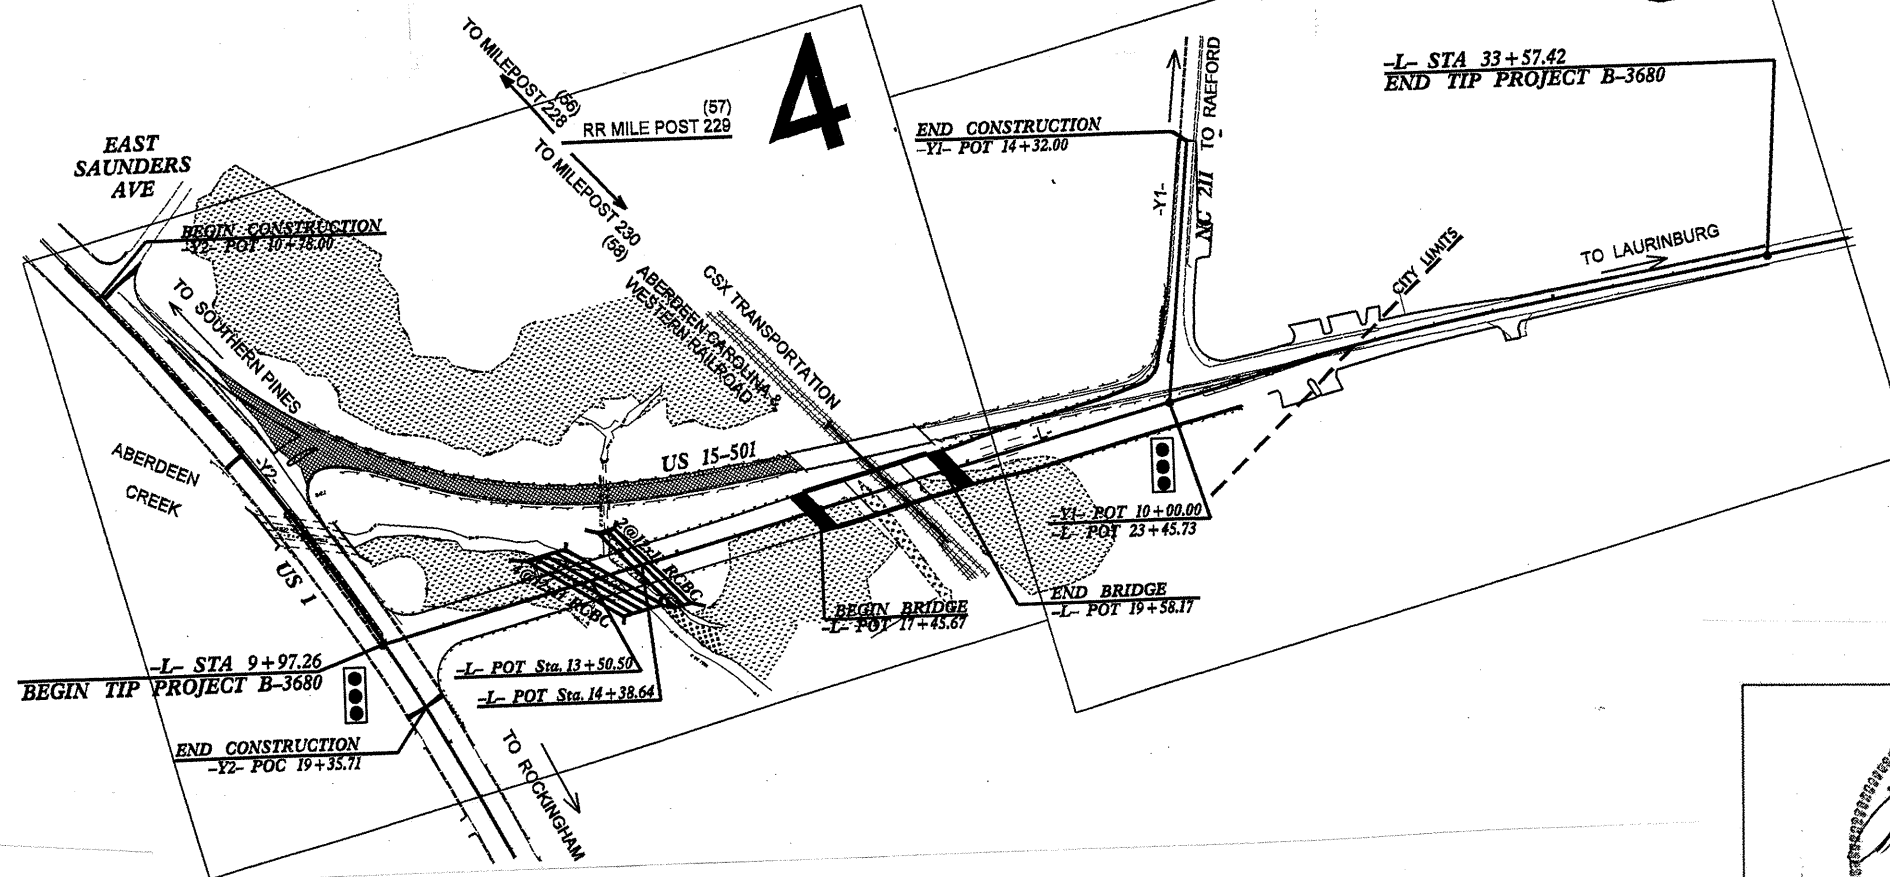 TO MILEPOST 228
(56)
(57)
RR MILE POST 229
TO MILEPOST 230
(58)
4
-L- STA 33+57.42
END TIP PROJECT B-3680
END CONSTRUCTION
-Y1- POT 14+32.00
-Y1-
NC 211 TO RAEFORD
EAST
SAUNDERS
AVE
BEGIN CONSTRUCTION
-Y2- POT 10+78.00
TO SOUTHERN PINES
ABERDEEN CAROLINA &
WESTERN RAILROAD
CSX TRANSPORTATION
CITY LIMITS
TO LAURINBURG
US 15-501
-L-
-Y2-
ABERDEEN
CREEK
US 1
2@12x11 RCBC
RCBC
-Y1- POT 10+00.00
-L- POT 23+45.73
BEGIN BRIDGE
-L- POT 17+45.67
END BRIDGE
-L- POT 19+58.17
-L- STA 9+97.26
BEGIN TIP PROJECT B-3680
-L- POT Sta. 13+50.50
-L- POT Sta. 14+38.64
END CONSTRUCTION
-Y2- POC 19+35.71
TO ROCKINGHAM